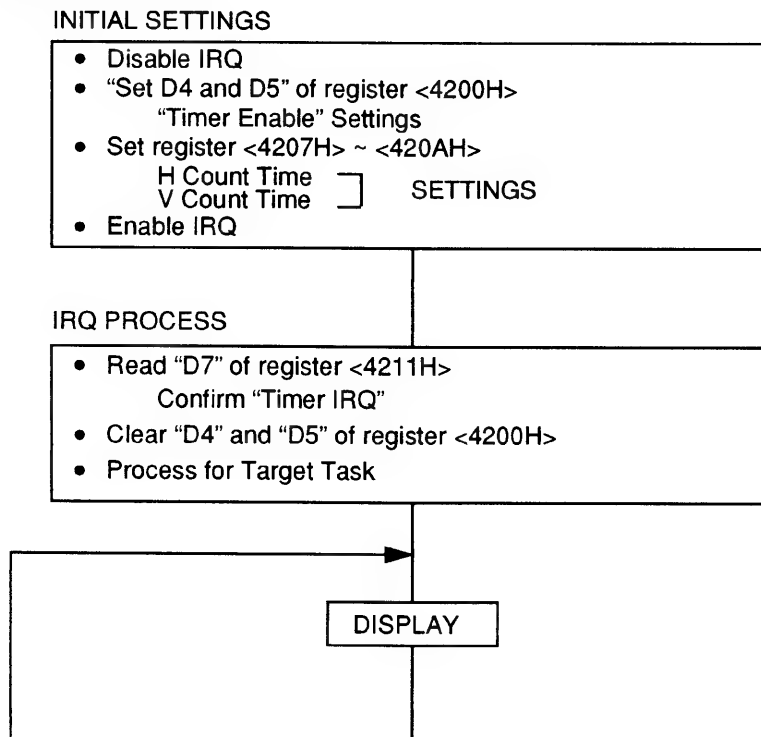 INITIAL SETTINGS
• Disable IRQ
• “Set D4 and D5” of register <4200H>
“Timer Enable” Settings
• Set register <4207H> ~ <420AH>
H Count Time
V Count Time
SETTINGS
• Enable IRQ
IRQ PROCESS
• Read “D7” of register <4211H>
Confirm “Timer IRQ”
• Clear “D4” and “D5” of register <4200H>
• Process for Target Task
DISPLAY